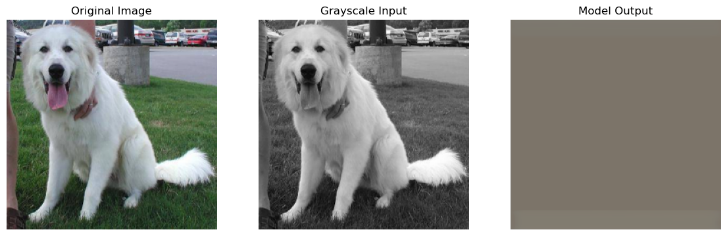 Original Image
Grayscale Input
Model Output